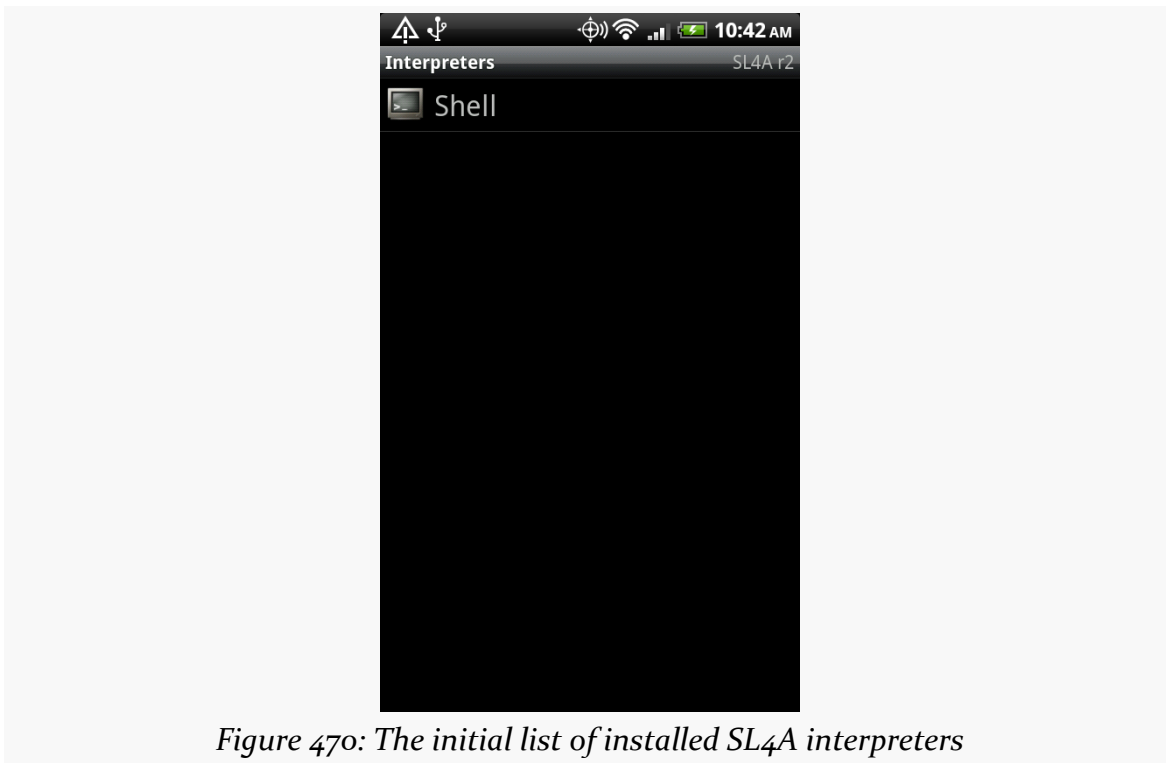 10:42 AM
Interpreters SL4A r2
>_ Shell
Figure 470: The initial list of installed SL4A interpreters